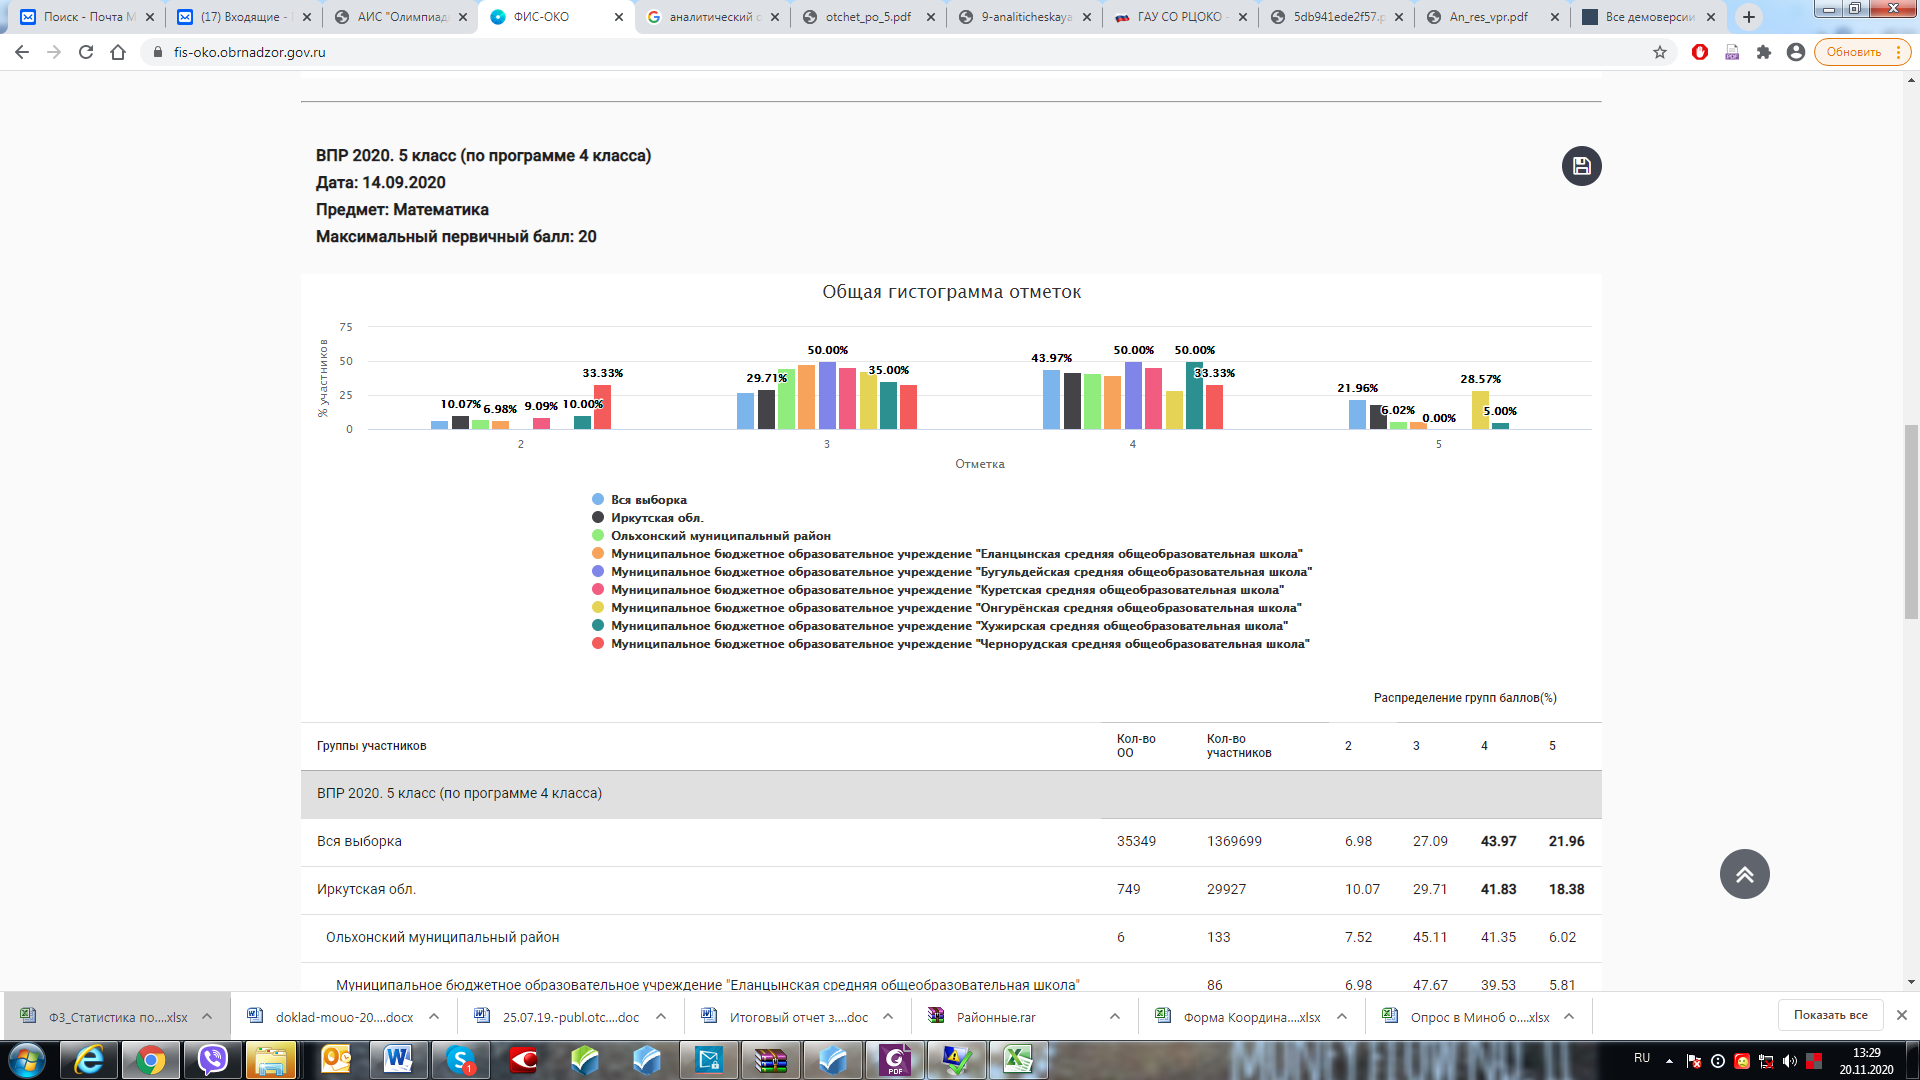 Поиск - Почта M
(17) Входящие -
АИС "Олимпиад
ФИС-ОКО
аналитический с
otchet_po_5.pdf
9-analiticheskaya
ГАУ СО РЦОКО -
5db941ede2f57.p
An_res_vpr.pdf
Все демоверсии
fis-oko.obrnadzor.gov.ru
Обновить
ВПР 2020. 5 класс (по программе 4 класса)
Дата: 14.09.2020
Предмет: Математика
Максимальный первичный балл: 20
Общая гистограмма отметок
% участников
75
50
25
0
10.07%
6.98%
9.09%
10.00%
33.33%
29.71%
50.00%
35.00%
43.97%
50.00%
50.00%
33.33%
21.96%
6.02%
0.00%
28.57%
5.00%
2
3
4
5
Отметка
Вся выборка
Иркутская обл.
Ольхонский муниципальный район
Муниципальное бюджетное образовательное учреждение "Еланцынская средняя общеобразовательная школа"
Муниципальное бюджетное образовательное учреждение "Бугульдейская средняя общеобразовательная школа"
Муниципальное бюджетное образовательное учреждение "Куретская средняя общеобразовательная школа"
Муниципальное бюджетное образовательное учреждение "Онгурёнская средняя общеобразовательная школа"
Муниципальное бюджетное образовательное учреждение "Хужирская средняя общеобразовательная школа"
Муниципальное бюджетное образовательное учреждение "Чернорудская средняя общеобразовательная школа"
Распределение групп баллов(%)
Группы участников Кол-во ОО Кол-во участников 2 3 4 5
ВПР 2020. 5 класс (по программе 4 класса)
Вся выборка 35349 1369699 6.98 27.09 43.97 21.96
Иркутская обл. 749 29927 10.07 29.71 41.83 18.38
Ольхонский муниципальный район 6 133 7.52 45.11 41.35 6.02
Муниципальное бюджетное образовательное учреждение "Еланцынская средняя общеобразовательная школа" 86 6.98 47.67 39.53 5.81
ФЗ_Статистика по....xlsx
doklad-mouo-20....docx
25.07.19.-publ.otc....doc
Итоговый отчет з....doc
Районные.rar
Форма Координа....xlsx
Опрос в Миноб о....xlsx
Показать все
RU
13:29
20.11.2020